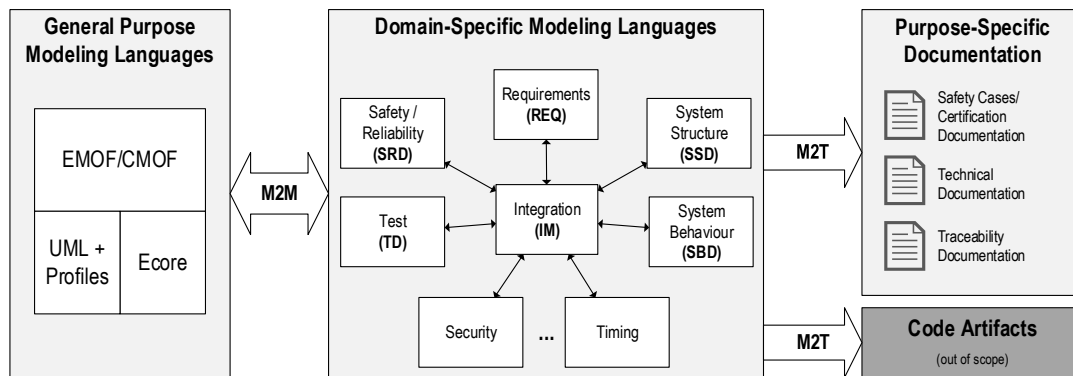 General Purpose
Modeling Languages
EMOF/CMOF
UML +
Profiles
Ecore
M2M
Domain-Specific Modeling Languages
Safety /
Reliability
(SRD)
Requirements
(REQ)
System
Structure
(SSD)
Test
(TD)
Integration
(IM)
System
Behaviour
(SBD)
Security
...
Timing
M2T
M2T
Purpose-Specific
Documentation
Safety Cases/
Certification
Documentation
Technical
Documentation
Traceability
Documentation
Code Artifacts
(out of scope)